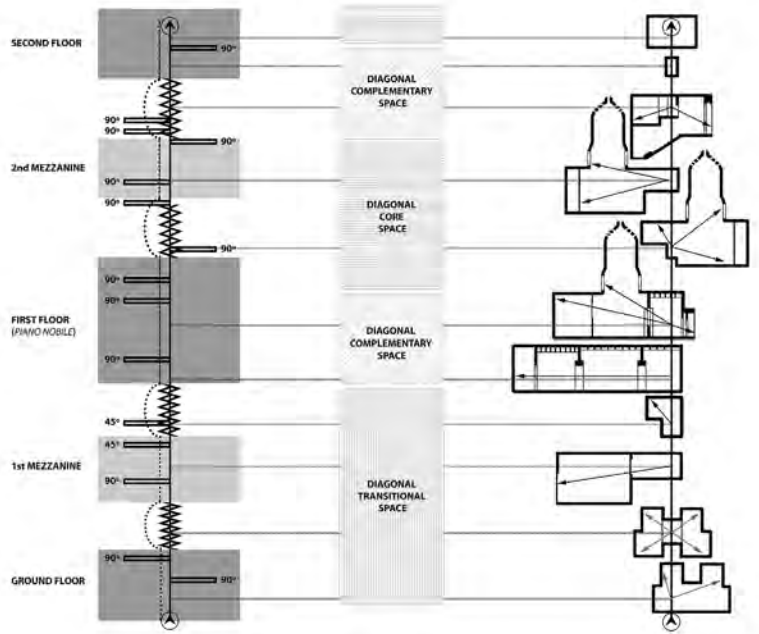 SECOND FLOOR
90°
DIAGONAL
COMPLEMENTARY
SPACE
90°
90°
90°
2nd MEZZANINE
90°
90°
DIAGONAL
CORE
SPACE
90°
90°
90°
FIRST FLOOR
(PIANO NOBILE)
DIAGONAL
COMPLEMENTARY
SPACE
90°
45°
45°
1st MEZZANINE
90°
DIAGONAL
TRANSITIONAL
SPACE
90°
GROUND FLOOR
90°